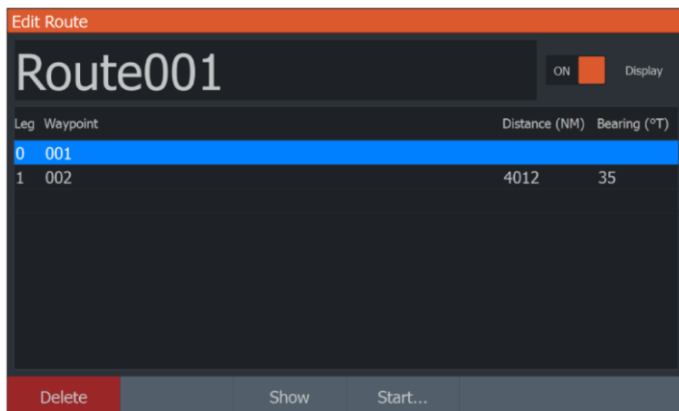 Edit Route
Route001 ON Display
Leg Waypoint Distance (NM) Bearing (°T)
0 001
1 002 4012 35
Delete Show Start...